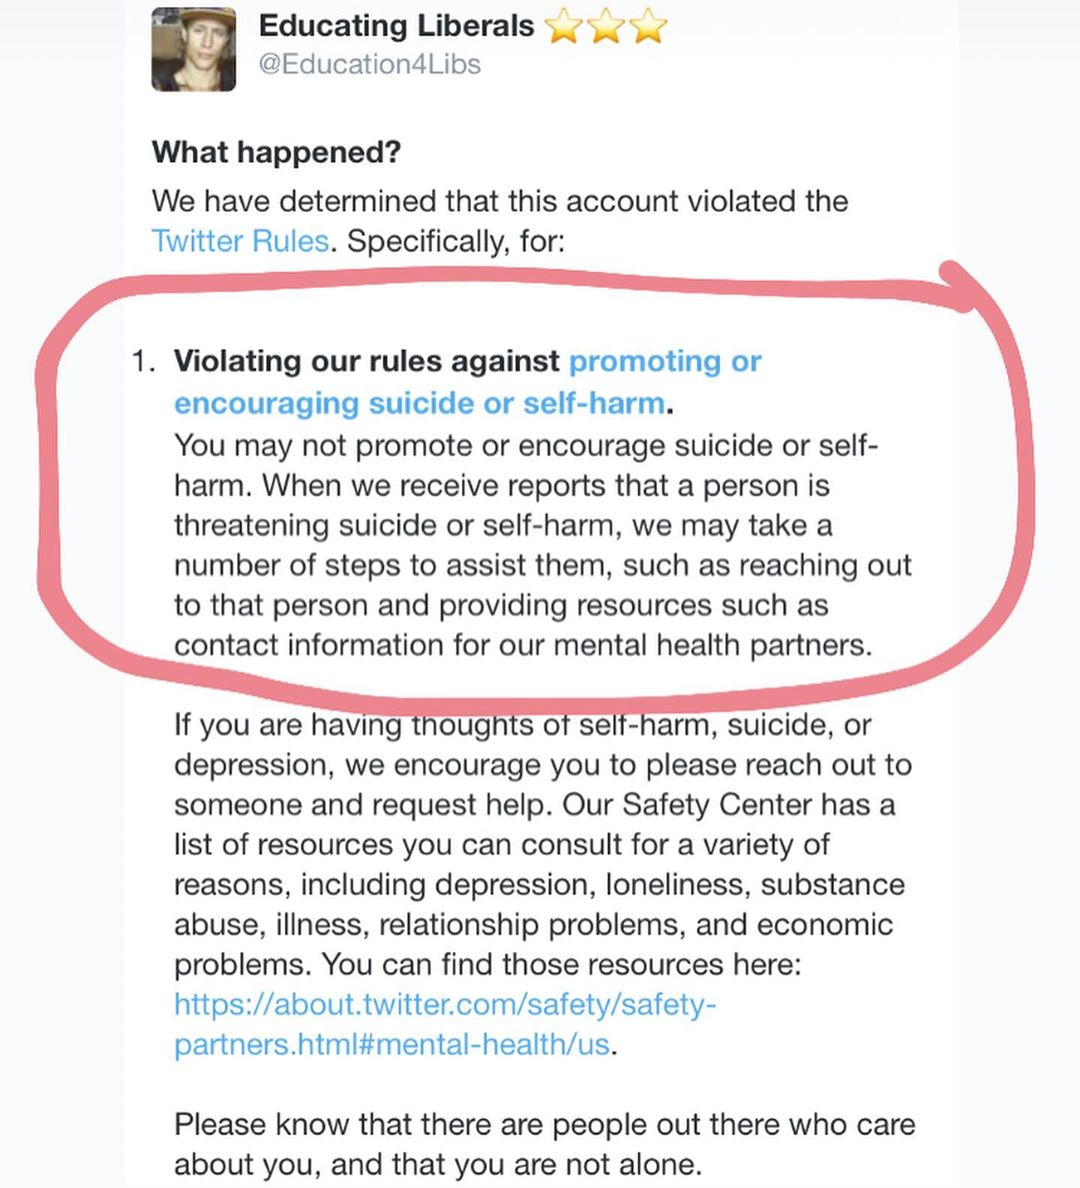 Educating Liberals ⭐⭐⭐
@Education4Libs
What happened?
We have determined that this account violated the
Twitter Rules. Specifically, for:
1. Violating our rules against promoting or
encouraging suicide or self-harm.
You may not promote or encourage suicide or self-
harm. When we receive reports that a person is
threatening suicide or self-harm, we may take a
number of steps to assist them, such as reaching out
to that person and providing resources such as
contact information for our mental health partners.
If you are having thoughts of self-harm, suicide, or
depression, we encourage you to please reach out to
someone and request help. Our Safety Center has a
list of resources you can consult for a variety of
reasons, including depression, loneliness, substance
abuse, illness, relationship problems, and economic
problems. You can find those resources here:
https://about.twitter.com/safety/safety-
partners.html#mental-health/us.
Please know that there are people out there who care
about you, and that you are not alone.